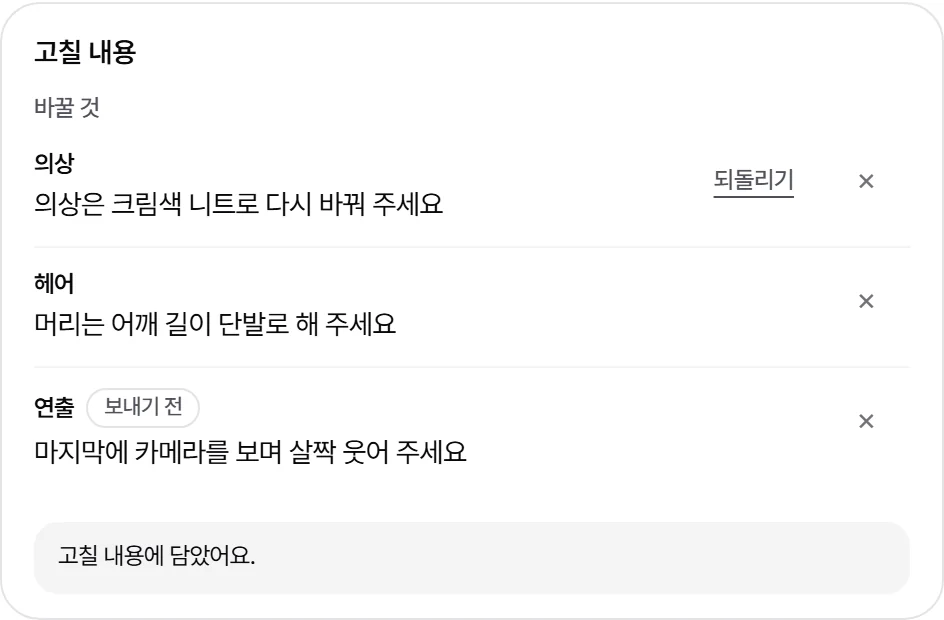 고칠 내용
바꿀 것
의상
의상은 크림색 니트로 다시 바꿔 주세요
되돌리기
×
헤어
머리는 어깨 길이 단발로 해 주세요
×
연출 보내기 전
마지막에 카메라를 보며 살짝 웃어 주세요
×
고칠 내용에 담았어요.